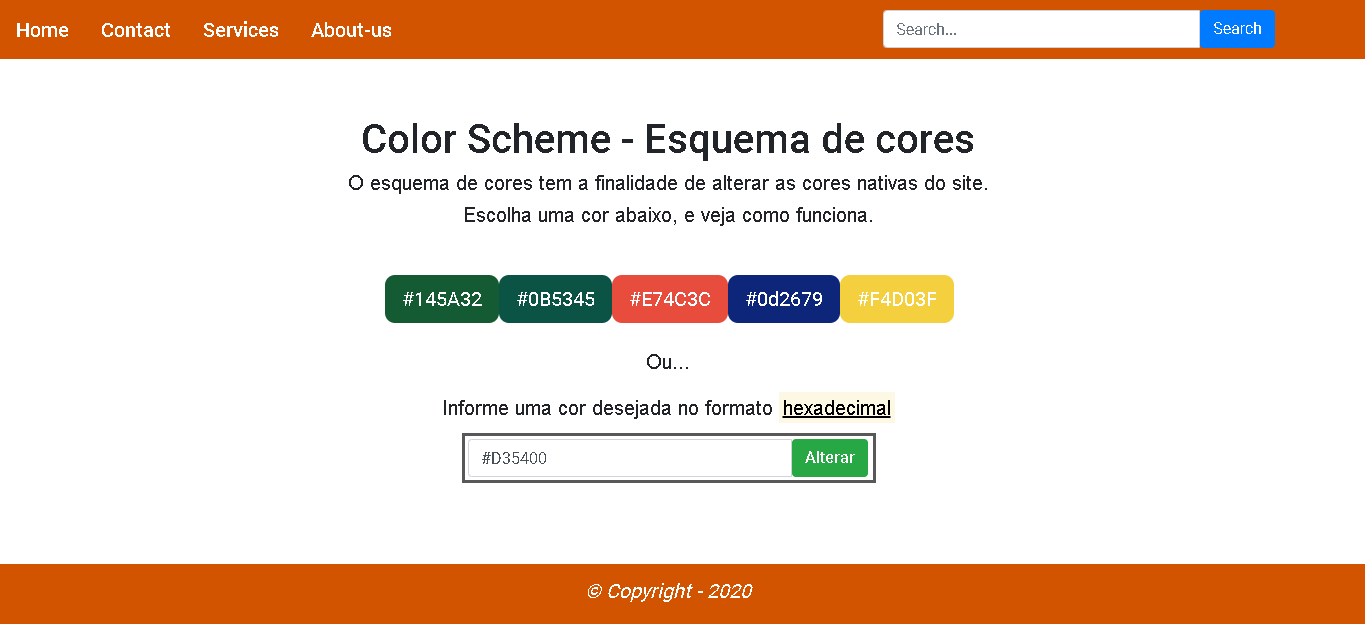 Home Contact Services About-us Search... Search
Color Scheme - Esquema de cores
O esquema de cores tem a finalidade de alterar as cores nativas do site.
Escolha uma cor abaixo, e veja como funciona.
#145A32 #0B5345 #E74C3C #0d2679 #F4D03F
Ou...
Informe uma cor desejada no formato hexadecimal
#D35400 Alterar
© Copyright - 2020